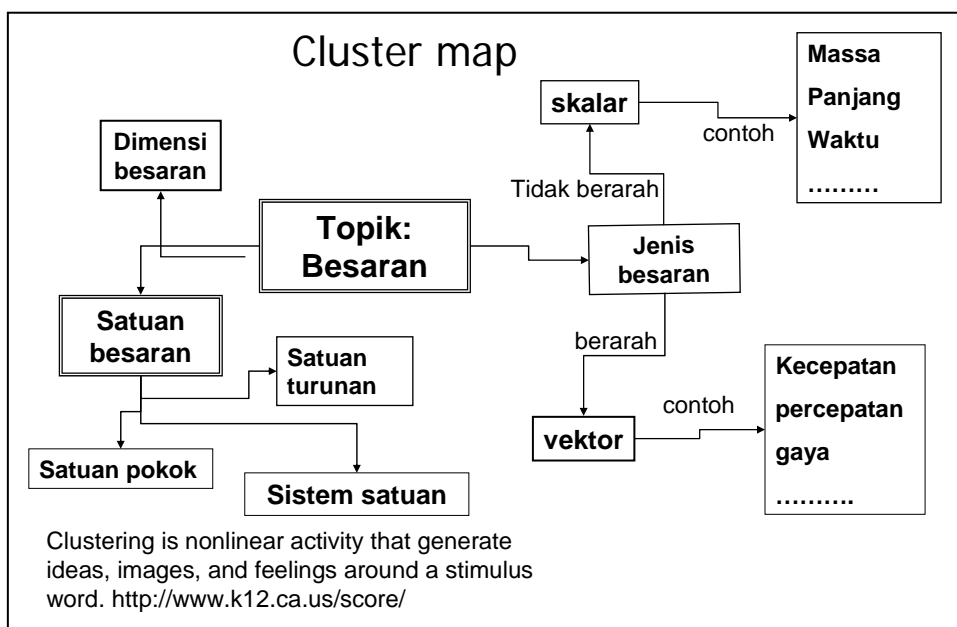 Cluster map
Dimensi
besaran
Topik:
Besaran
Satuan
besaran
Satuan
turunan
Satuan pokok
Sistem satuan
Jenis
besaran
Tidak berarah
skalar
contoh
Massa
Panjang
Waktu
………
berarah
vektor
contoh
Kecepatan
percepatan
gaya
……….
Clustering is nonlinear activity that generate
ideas, images, and feelings around a stimulus
word. http://www.k12.ca.us/score/